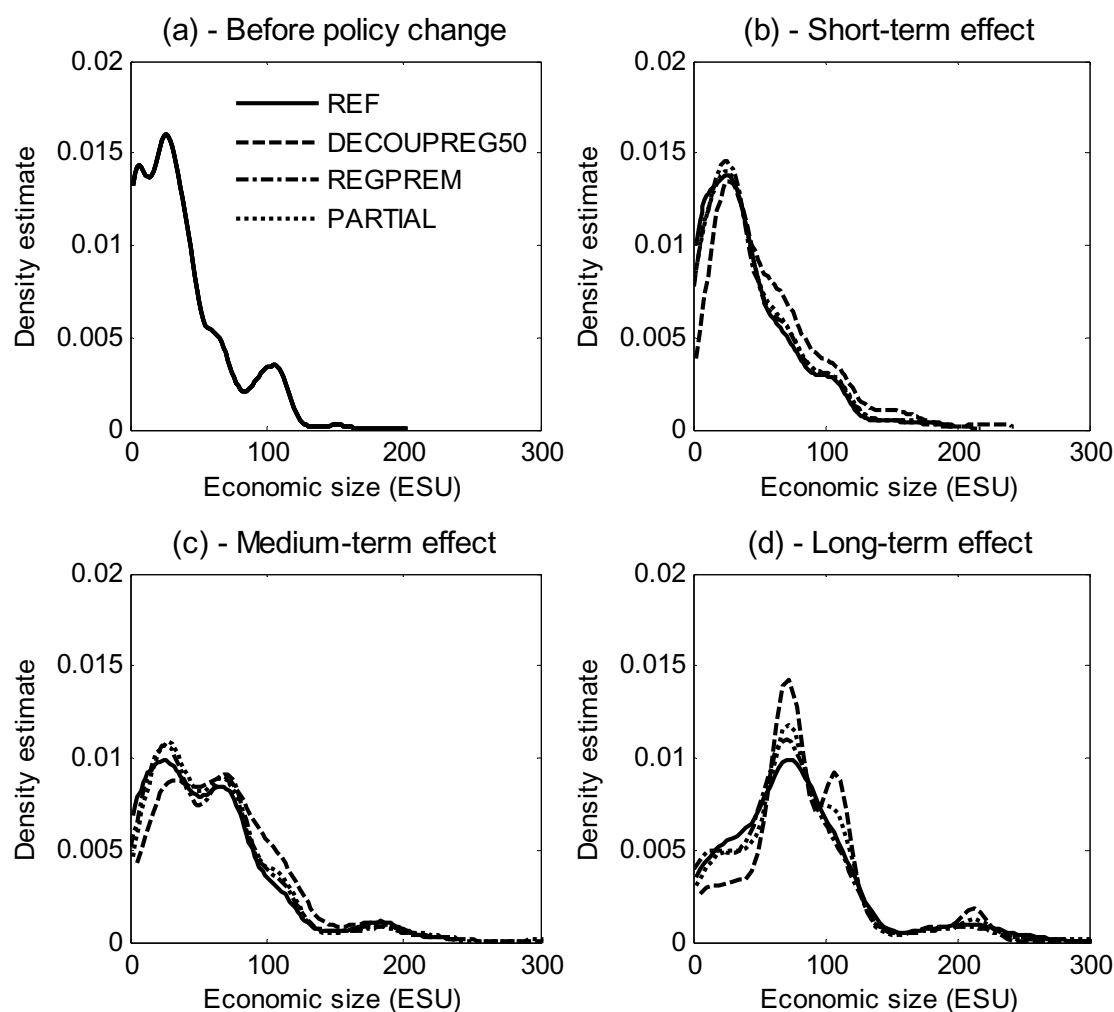 (a) - Before policy change
0.02
0.015
0.01
0.005
0
Density estimate
REF
DECOUPREG50
REGPREM
PARTIAL
0 100 200 300
Economic size (ESU)
(b) - Short-term effect
0.02
0.015
0.01
0.005
0
Density estimate
0 100 200 300
Economic size (ESU)
(c) - Medium-term effect
0.02
0.015
0.01
0.005
0
Density estimate
0 100 200 300
Economic size (ESU)
(d) - Long-term effect
0.02
0.015
0.01
0.005
0
Density estimate
0 100 200 300
Economic size (ESU)